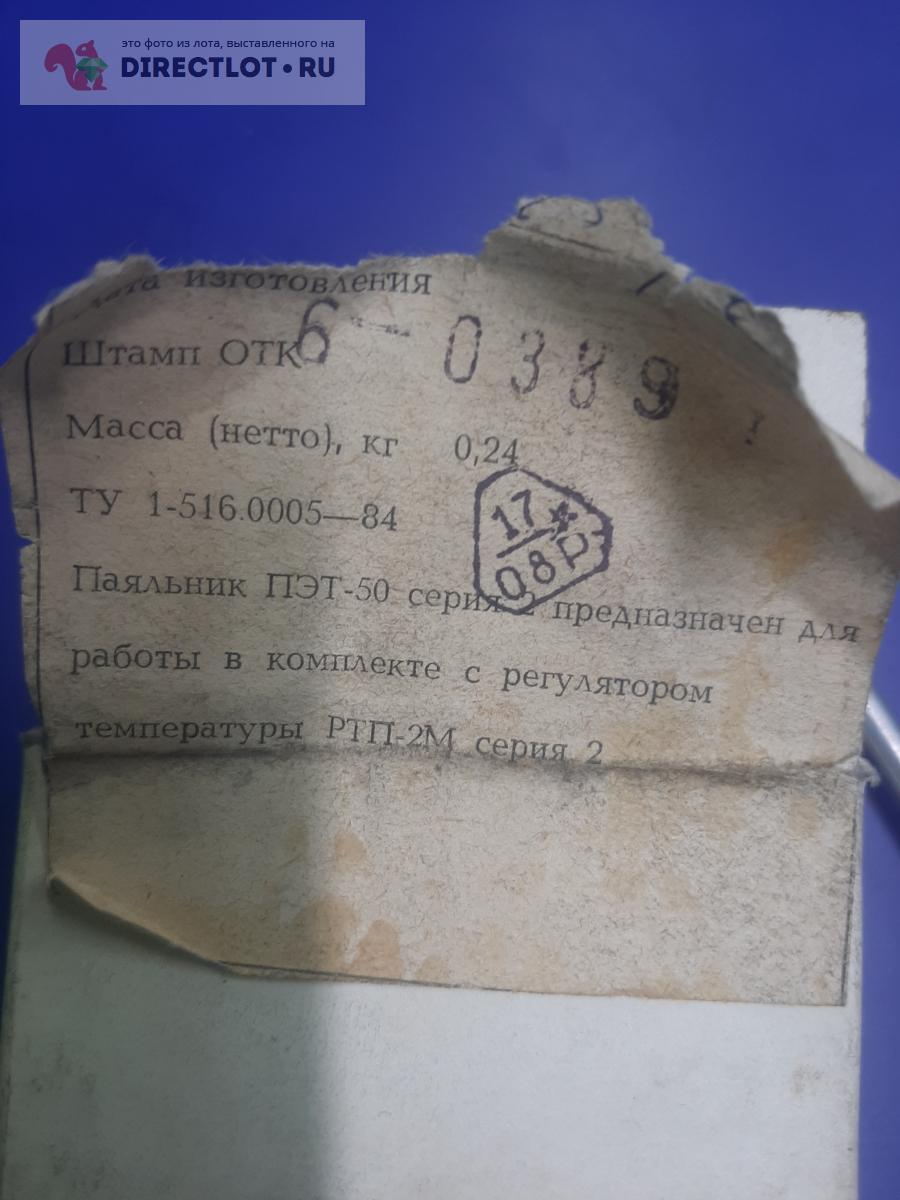 это фото из лота, выставленного на
DIRECTLOT•RU
Дата изготовления
6 — 0389
Штамп ОТК
Масса (нетто), кг 0,24
ТУ 1-516.0005—84
17
08Р
Паяльник ПЭТ-50 серия 2 предназначен для
работы в комплекте с регулятором
температуры РТП-2М серия 2